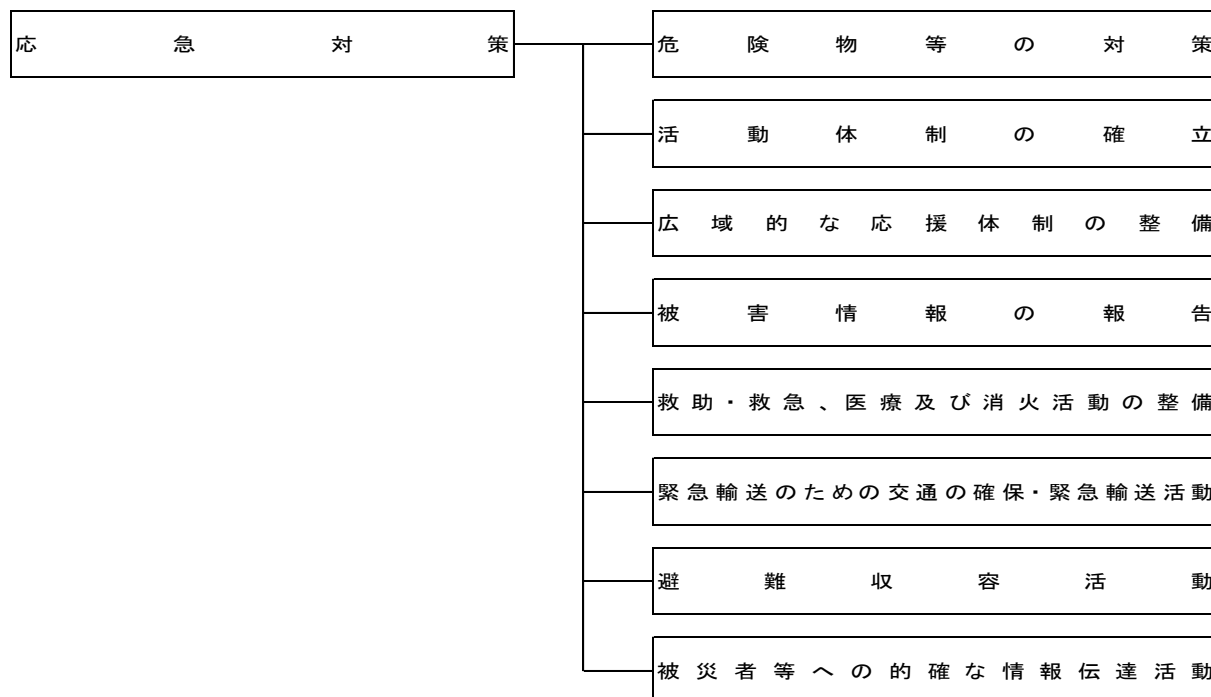 応急対策
危険物等の対策
活動体制の確立
広域的な応援体制の整備
被害情報の報告
救助・救急、医療及び消火活動の整備
緊急輸送のための交通の確保・緊急輸送活動
避難収容活動
被災者等への的確な情報伝達活動